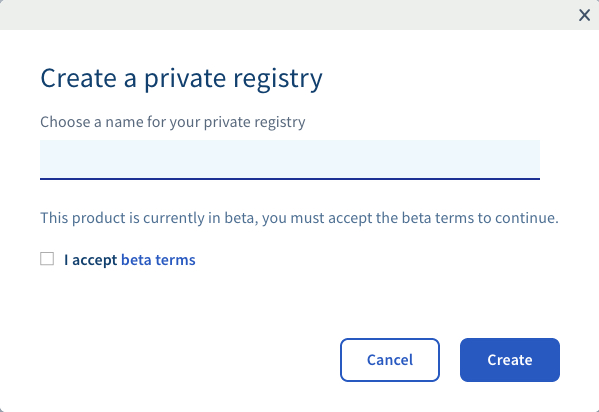 Create a private registry
Choose a name for your private registry
This product is currently in beta, you must accept the beta terms to continue.
I accept beta terms
Cancel
Create